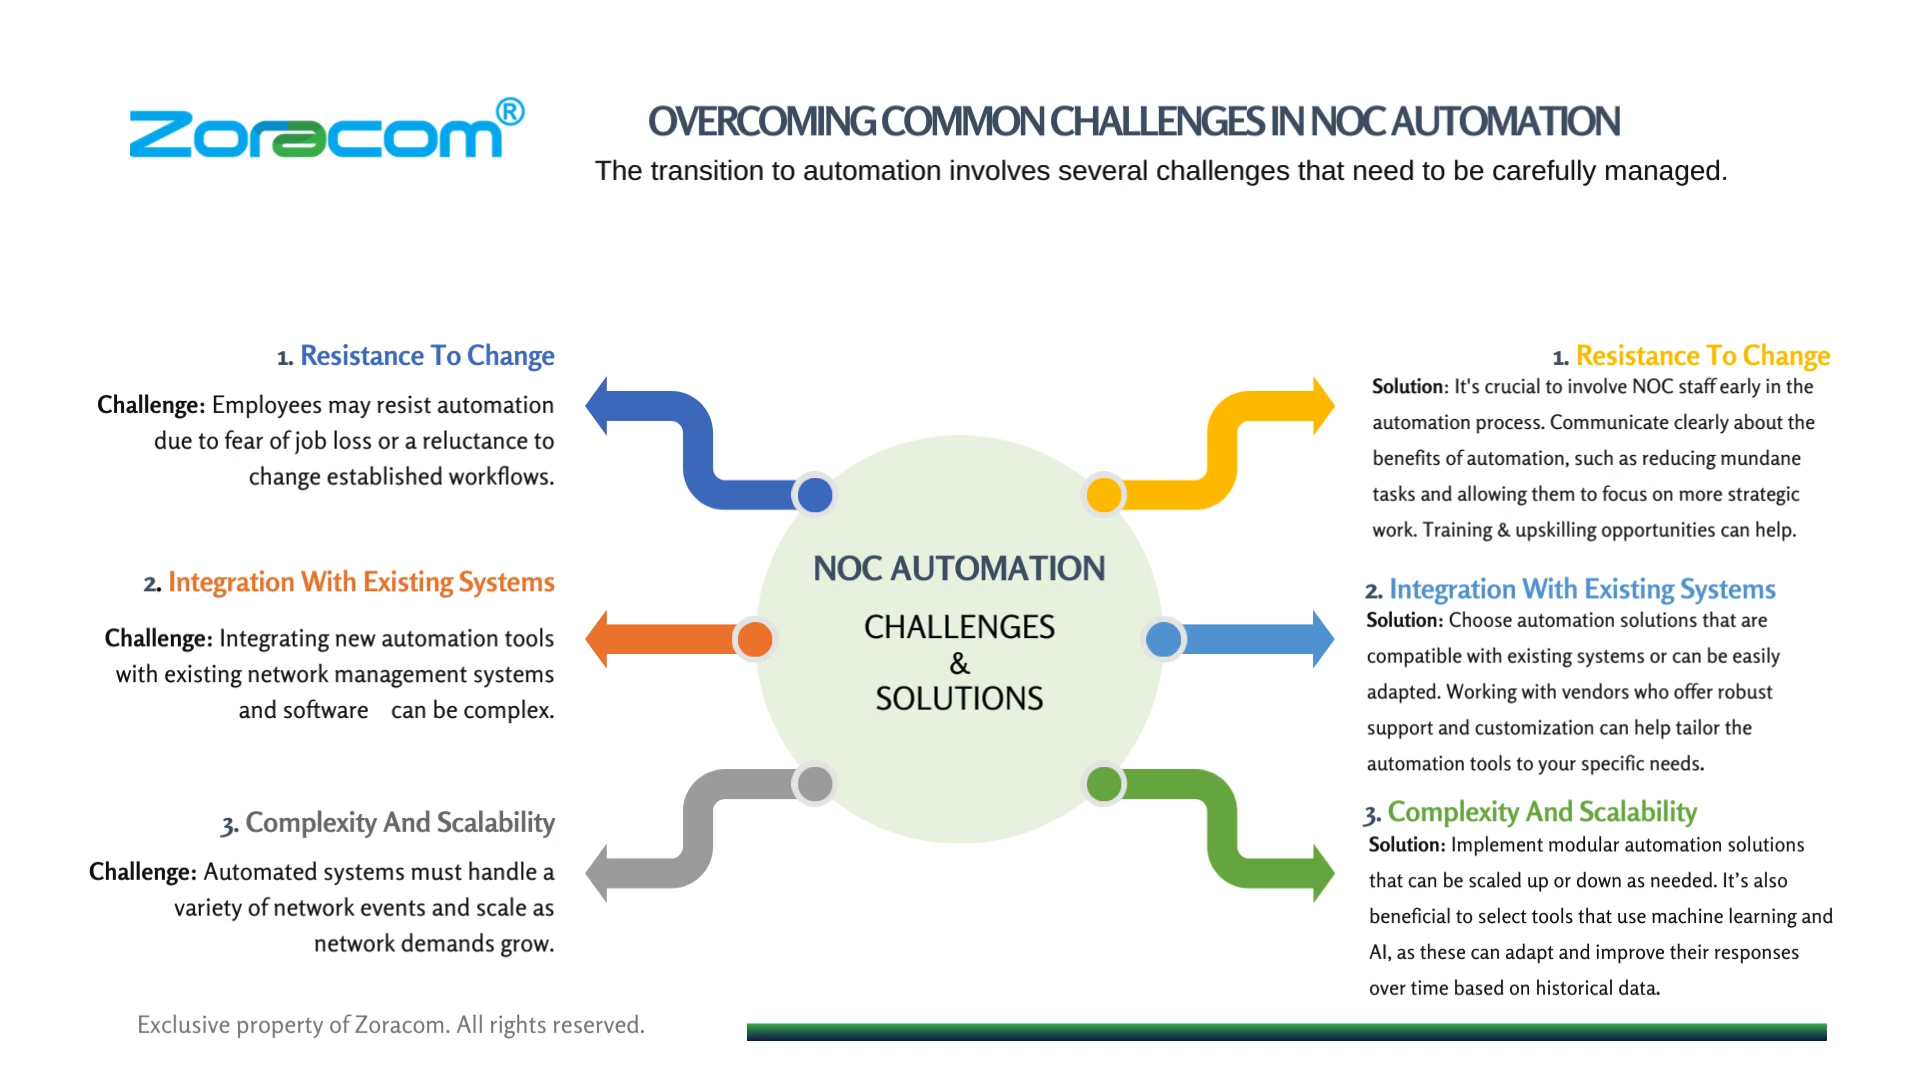 Zoracom®
OVERCOMING COMMON CHALLENGES IN NOC AUTOMATION
The transition to automation involves several challenges that need to be carefully managed.
1. Resistance To Change
Challenge: Employees may resist automation
due to fear of job loss or a reluctance to
change established workflows.
2. Integration With Existing Systems
Challenge: Integrating new automation tools
with existing network management systems
and software can be complex.
3. Complexity And Scalability
Challenge: Automated systems must handle a
variety of network events and scale as
network demands grow.
NOC AUTOMATION
CHALLENGES
&
SOLUTIONS
1. Resistance To Change
Solution: It's crucial to involve NOC staff early in the
automation process. Communicate clearly about the
benefits of automation, such as reducing mundane
tasks and allowing them to focus on more strategic
work. Training & upskilling opportunities can help.
2. Integration With Existing Systems
Solution: Choose automation solutions that are
compatible with existing systems or can be easily
adapted. Working with vendors who offer robust
support and customization can help tailor the
automation tools to your specific needs.
3. Complexity And Scalability
Solution: Implement modular automation solutions
that can be scaled up or down as needed. It’s also
beneficial to select tools that use machine learning and
AI, as these can adapt and improve their responses
over time based on historical data.
Exclusive property of Zoracom. All rights reserved.